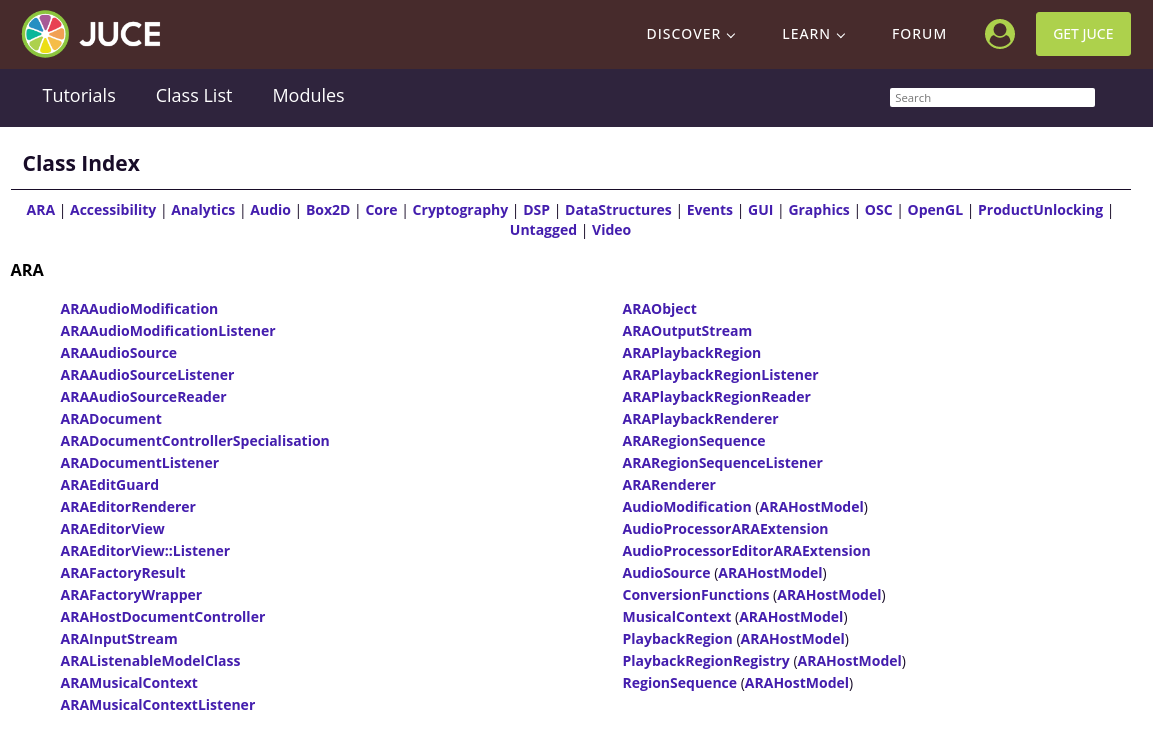 JUCE
DISCOVER
LEARN
FORUM
GET JUCE
Tutorials
Class List
Modules
Search
Class Index
ARA | Accessibility | Analytics | Audio | Box2D | Core | Cryptography | DSP | DataStructures | Events | GUI | Graphics | OSC | OpenGL | ProductUnlocking |
Untagged | Video
ARA
ARAAudioModification
ARAAudioModificationListener
ARAAudioSource
ARAAudioSourceListener
ARAAudioSourceReader
ARADocument
ARADocumentControllerSpecialisation
ARADocumentListener
ARAEditGuard
ARAEditorRenderer
ARAEditorView
ARAEditorView::Listener
ARAFactoryResult
ARAFactoryWrapper
ARAHostDocumentController
ARAInputStream
ARAListenableModelClass
ARAMusicalContext
ARAMusicalContextListener
ARAObject
ARAOutputStream
ARAPlaybackRegion
ARAPlaybackRegionListener
ARAPlaybackRegionReader
ARAPlaybackRenderer
ARARegionSequence
ARARegionSequenceListener
ARARenderer
AudioModification (ARAHostModel)
AudioProcessorARAExtension
AudioProcessorEditorARAExtension
AudioSource (ARAHostModel)
ConversionFunctions (ARAHostModel)
MusicalContext (ARAHostModel)
PlaybackRegion (ARAHostModel)
PlaybackRegionRegistry (ARAHostModel)
RegionSequence (ARAHostModel)